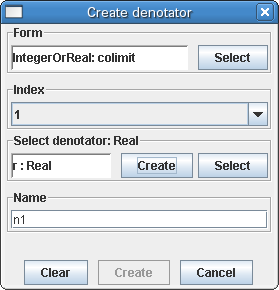 Create denotator
Form
IntegerOrReal: colimit
Select
Index
1
Select denotator: Real
r : Real
Create
Select
Name
n1
Clear
Create
Cancel